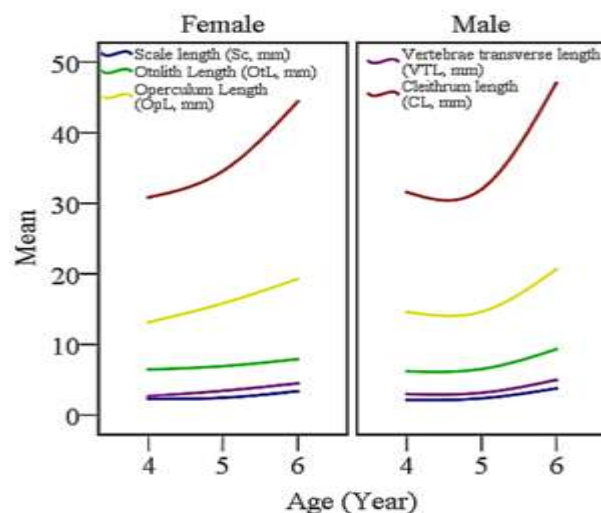 Female Male
50
40
30
20
10
0
Mean
Scale length (Sc, mm)
Otolith Length (OtL, mm)
Operculum Length
(OpL, mm)
Vertebrae transverse length
(VTL, mm)
Cleithrum length
(CL, mm)
4 5 6 4 5 6
Age (Year)